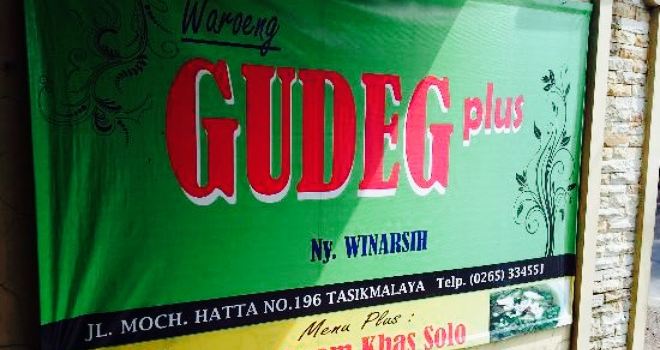 Waroeng
GUDEG plus
Ny. WINARSIH
JL. MOCH. HATTA NO.196 TASIKMALAYA Telp. (0265) 334551
Menu Plus :
Khas Solo